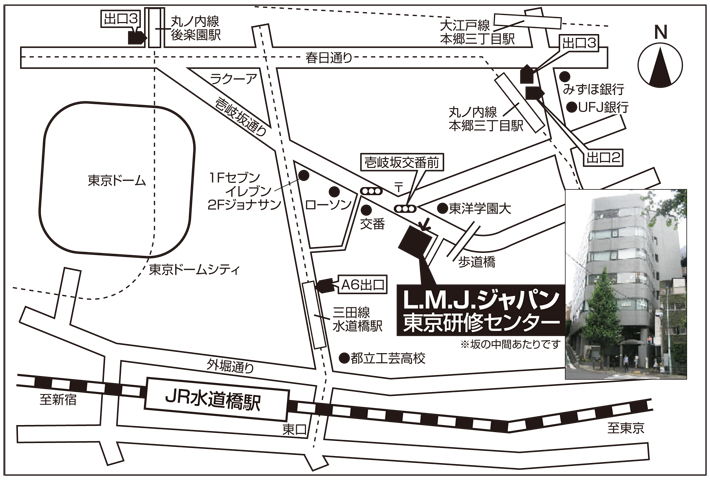 出口3
丸ノ内線
後楽園駅
大江戸線
本郷三丁目駅
N
春日通り
出口3
みずほ銀行
UFJ銀行
ラクーア
壱岐坂通り
丸ノ内線
本郷三丁目駅
出口2
壱岐坂交番前
〒
東京ドーム
1Fセブン
イレブン
2Fジョナサン
ローソン
交番
東洋学園大
歩道橋
東京ドームシティ
A6出口
L.M.J.ジャパン
東京研修センター
※坂の中間あたりです
三田線
水道橋駅
都立工芸高校
外堀通り
至新宿
JR水道橋駅
東口
至東京